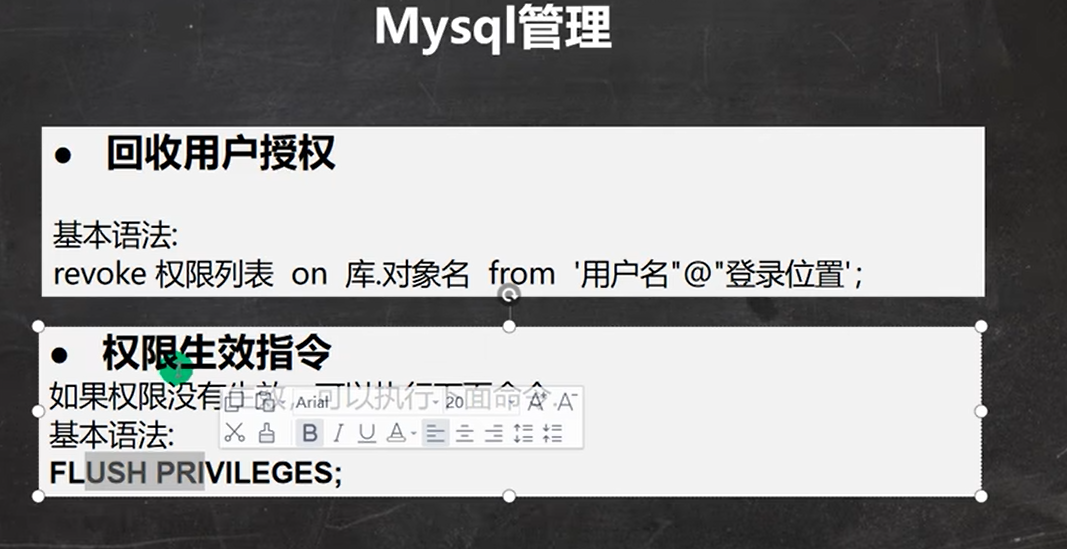 Mysql管理
● 回收用户授权
基本语法:
revoke 权限列表 on 库.对象名 from '用户名"@"登录位置';
● 权限生效指令
如果权限没有生效，可以执行下面命令.
Arial 20 A+ A-
B I U A
基本语法:
FLUSH PRIVILEGES;